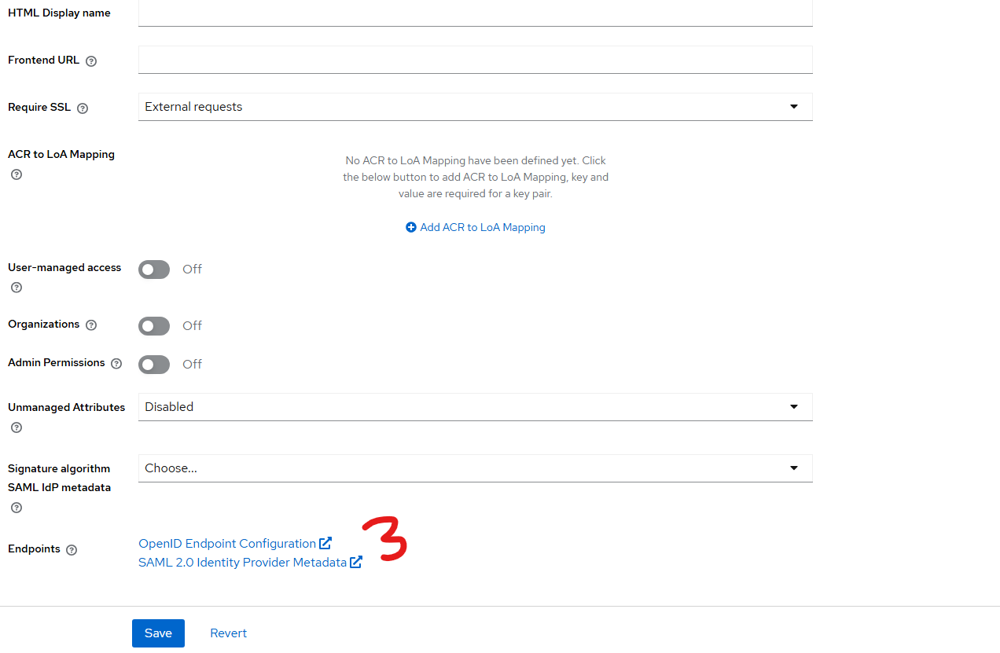 HTML Display name
Frontend URL
Require SSL
External requests
ACR to LoA Mapping
No ACR to LoA Mapping have been defined yet. Click
the below button to add ACR to LoA Mapping, key and
value are required for a key pair.
Add ACR to LoA Mapping
User-managed access
Off
Organizations
Off
Admin Permissions
Off
Unmanaged Attributes
Disabled
Signature algorithm
SAML IdP metadata
Choose...
Endpoints
OpenID Endpoint Configuration
SAML 2.0 Identity Provider Metadata
3
Save
Revert